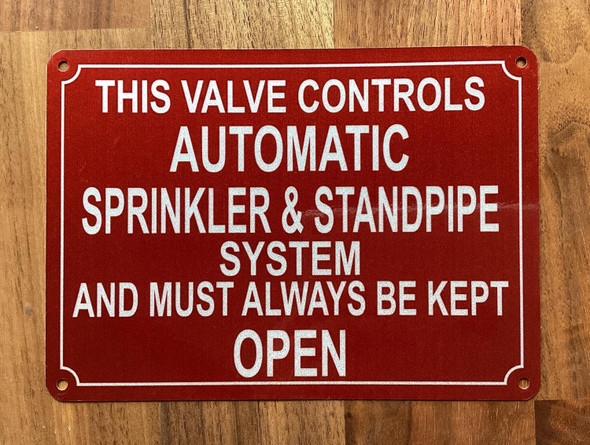 THIS VALVE CONTROLS
AUTOMATIC
SPRINKLER & STANDPIPE
SYSTEM
AND MUST ALWAYS BE KEPT
OPEN